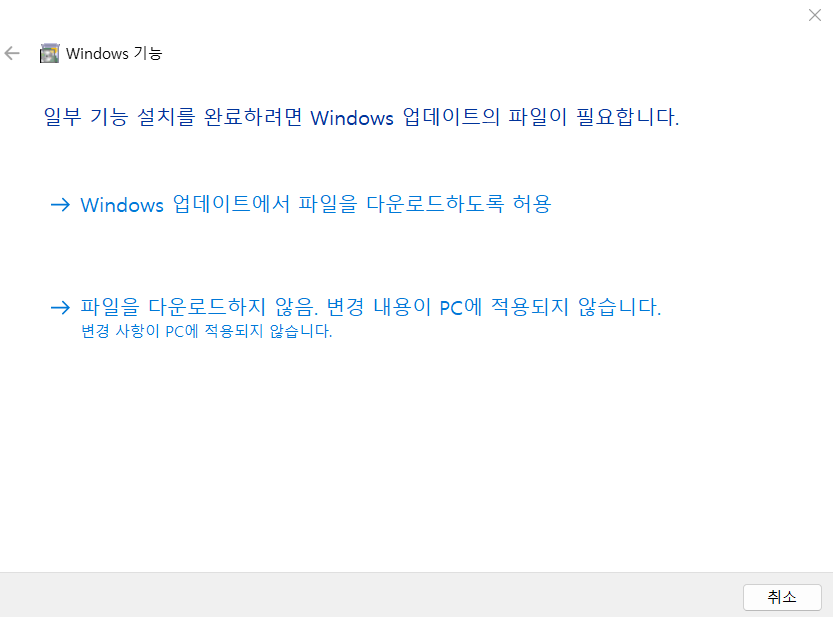 Windows 기능
일부 기능 설치를 완료하려면 Windows 업데이트의 파일이 필요합니다.
Windows 업데이트에서 파일을 다운로드하도록 허용
파일을 다운로드하지 않음. 변경 내용이 PC에 적용되지 않습니다.
변경 사항이 PC에 적용되지 않습니다.
취소